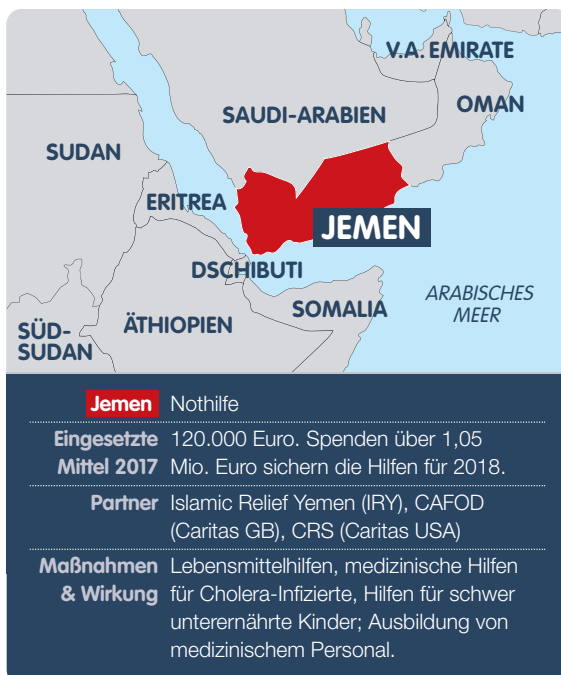 V.A. EMIRATE
OMAN
SAUDI-ARABIEN
SUDAN
ERITREA
JEMEN
DSCHIBUTI
ARABISCHES
MEER
SOMALIA
ÄTHIOPIEN
SÜD-
SUDAN
Jemen Nothilfe
Eingesetzte 120.000 Euro. Spenden über 1,05
Mittel 2017 Mio. Euro sichern die Hilfen für 2018.
Partner Islamic Relief Yemen (IRY), CAFOD
(Caritas GB), CRS (Caritas USA)
Maßnahmen Lebensmittelhilfen, medizinische Hilfen
& Wirkung für Cholera-Infizierte, Hilfen für schwer
unterernährte Kinder; Ausbildung von
medizinischem Personal.